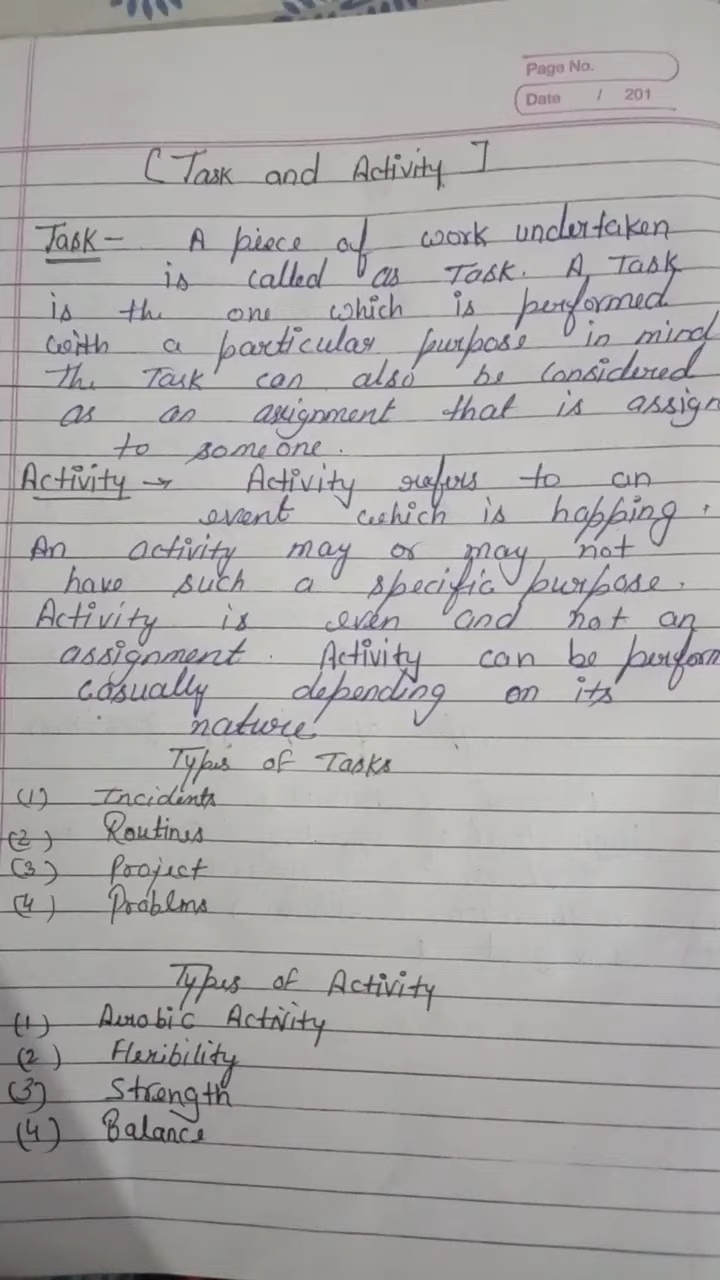 Page No.
Date / 201
[Task and Activity]
Task - A piece of work undertaken
is called as Task. A Task
is the one which is performed
with a particular purpose in mind
The Task can also be Considered
as an assignment that is assign
to someone.
Activity → Activity refers to an
event which is happing.
An activity may or may not
have such a specific purpose.
Activity is even and not an
assignment. Activity can be perform
casually depending on its
nature
Types of Tasks
(1) Incidents
(2) Routines
(3) Project
(4) Problms
Types of Activity
(1) Aerobic Activity
(2) Flexibility
(3) Strength
(4) Balance